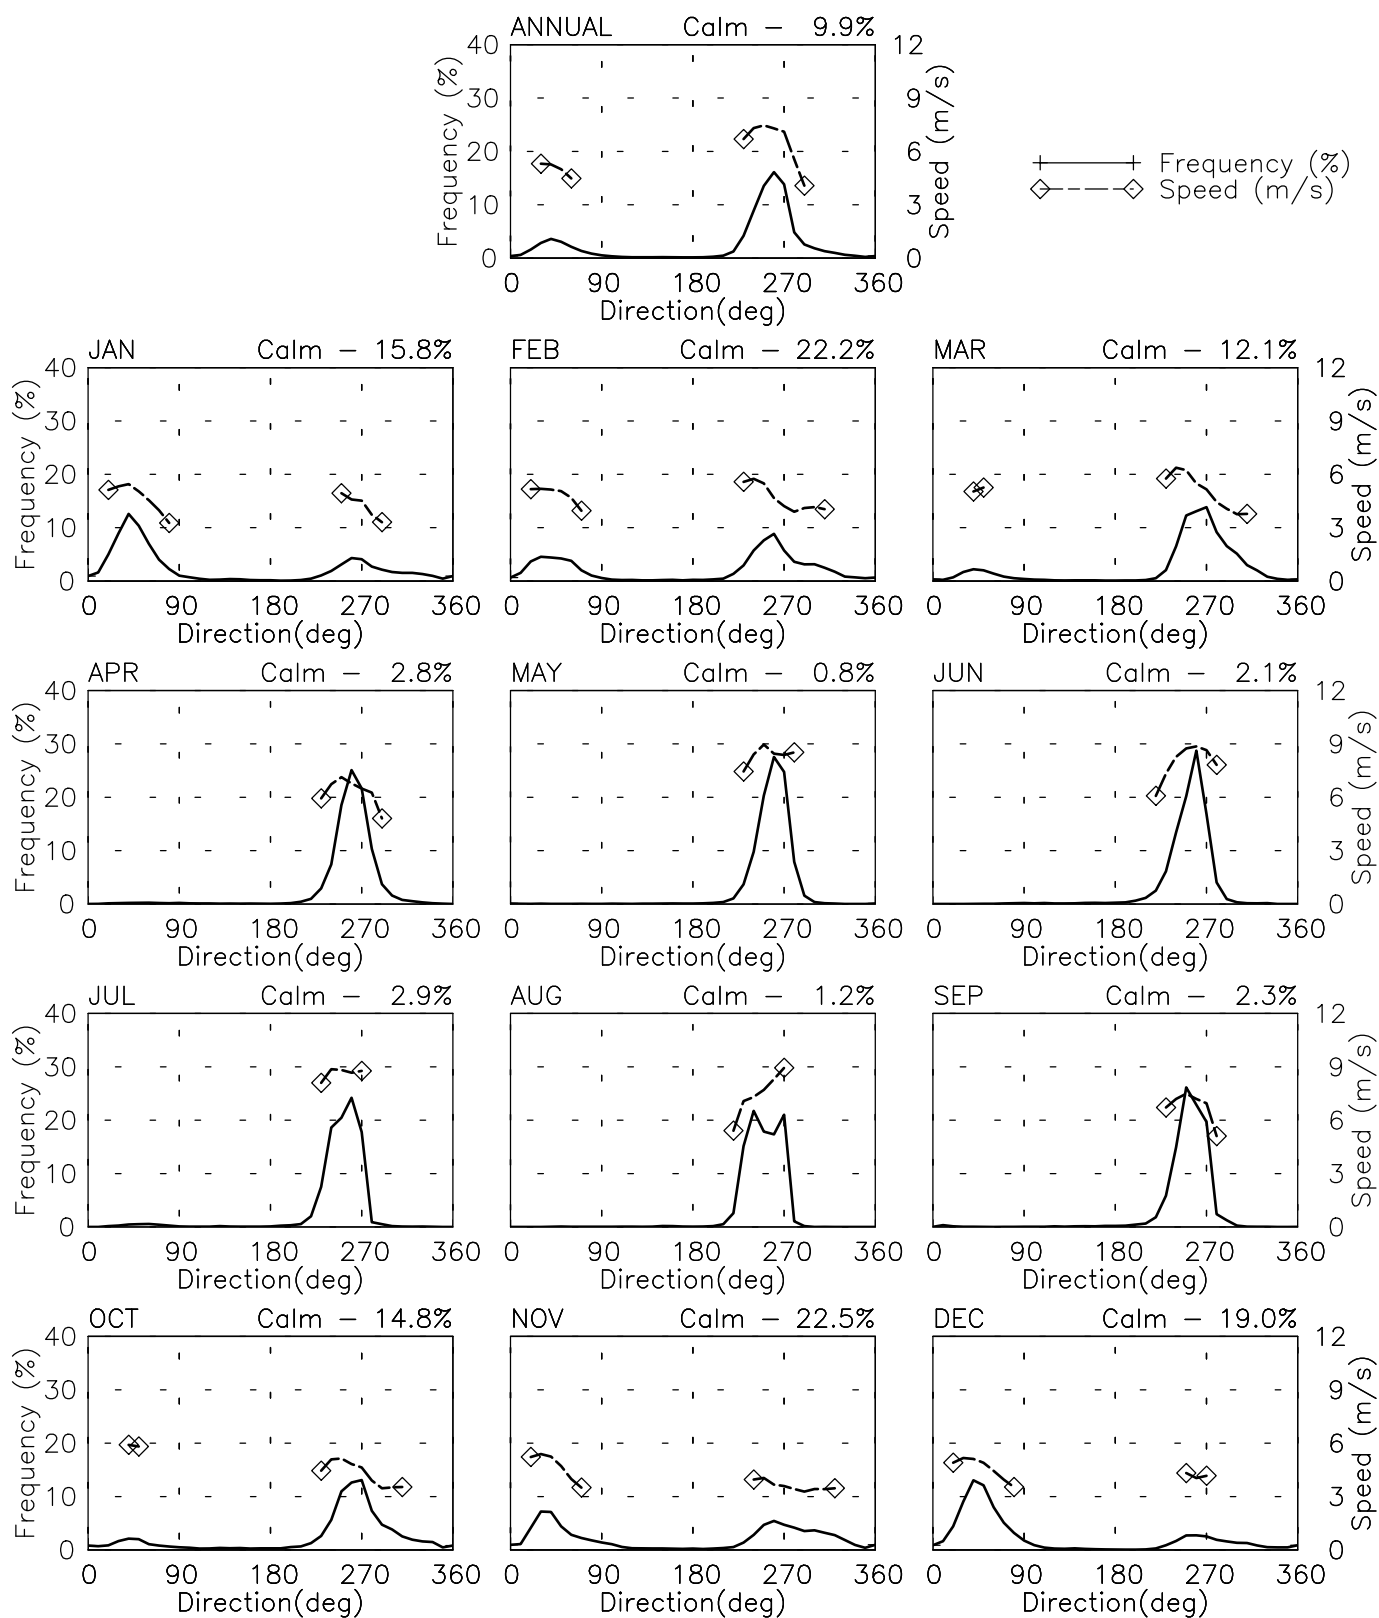 ANNUAL Calm − 9.9%
40 12
30 9
20 6
10 3
0 0
Frequency (%)
Speed (m/s)
0 90 180 270 360
Direction(deg)
Frequency (%)
Speed (m/s)
JAN Calm − 15.8% FEB Calm − 22.2% MAR Calm − 12.1%
40 12
30 9
20 6
10 3
0 0
Frequency (%)
Speed (m/s)
0 90 180 270 360 0 90 180 270 360 0 90 180 270 360
Direction(deg) Direction(deg) Direction(deg)
APR Calm − 2.8% MAY Calm − 0.8% JUN Calm − 2.1%
40 12
30 9
20 6
10 3
0 0
Frequency (%)
Speed (m/s)
0 90 180 270 360 0 90 180 270 360 0 90 180 270 360
Direction(deg) Direction(deg) Direction(deg)
JUL Calm − 2.9% AUG Calm − 1.2% SEP Calm − 2.3%
40 12
30 9
20 6
10 3
0 0
Frequency (%)
Speed (m/s)
0 90 180 270 360 0 90 180 270 360 0 90 180 270 360
Direction(deg) Direction(deg) Direction(deg)
OCT Calm − 14.8% NOV Calm − 22.5% DEC Calm − 19.0%
40 12
30 9
20 6
10 3
0 0
Frequency (%)
Speed (m/s)
0 90 180 270 360 0 90 180 270 360 0 90 180 270 360
Direction(deg) Direction(deg) Direction(deg)